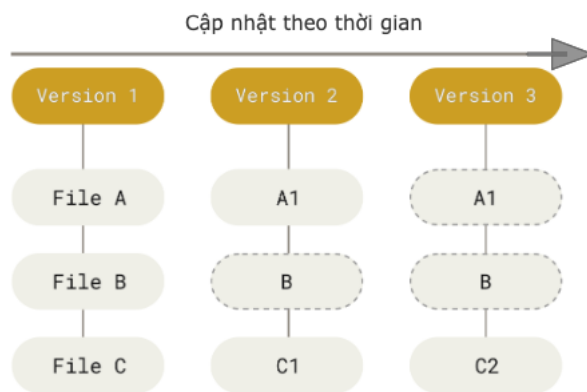 Cập nhật theo thời gian
Version 1 Version 2 Version 3
File A A1 A1
File B B B
File C C1 C2